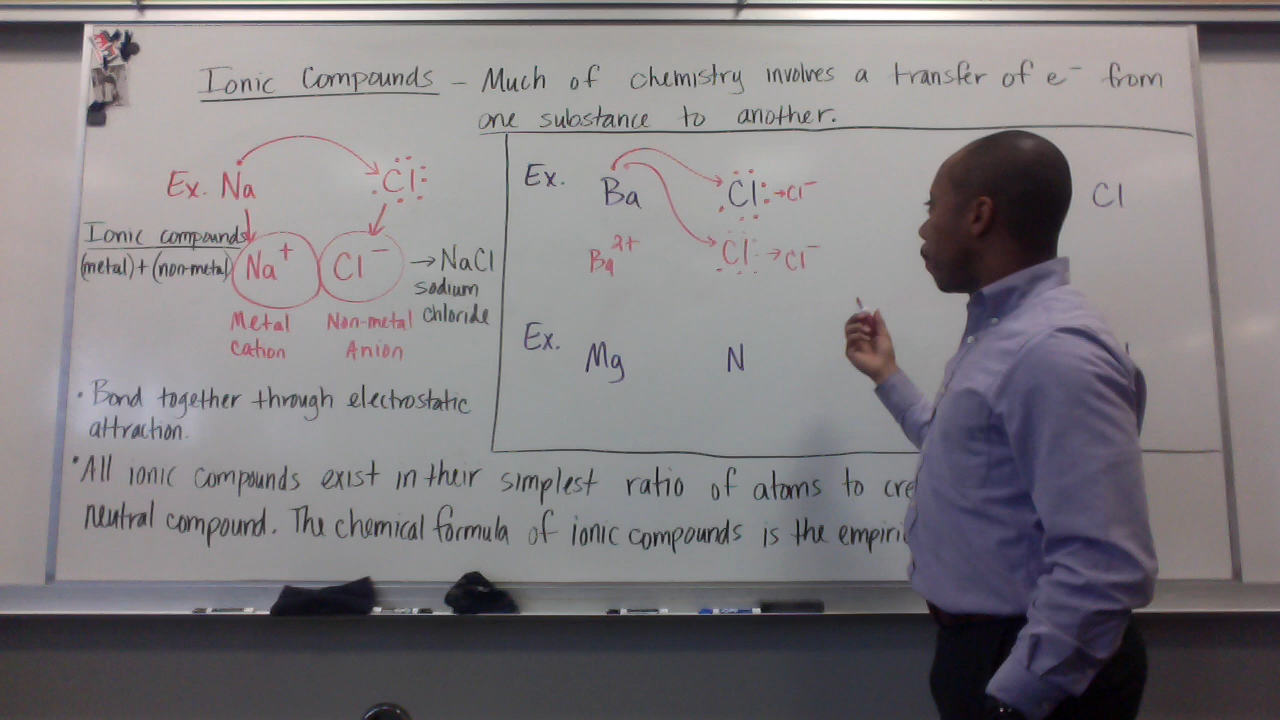 Ionic Compounds – Much of chemistry involves a transfer of e⁻ from
one substance to another.
Ex. Na Cl
Ionic compounds
(metal) + (non-metal)
Na⁺ Cl⁻ → NaCl
sodium
chloride
Metal Non-metal
Cation Anion
• Bond together through electrostatic
attraction.
Ex. Ba Cl → Cl⁻ Cl
Ba²⁺ Cl → Cl⁻
Ex. Mg N
• All ionic compounds exist in their simplest ratio of atoms to
neutral compound. The chemical formula of ionic compounds is the